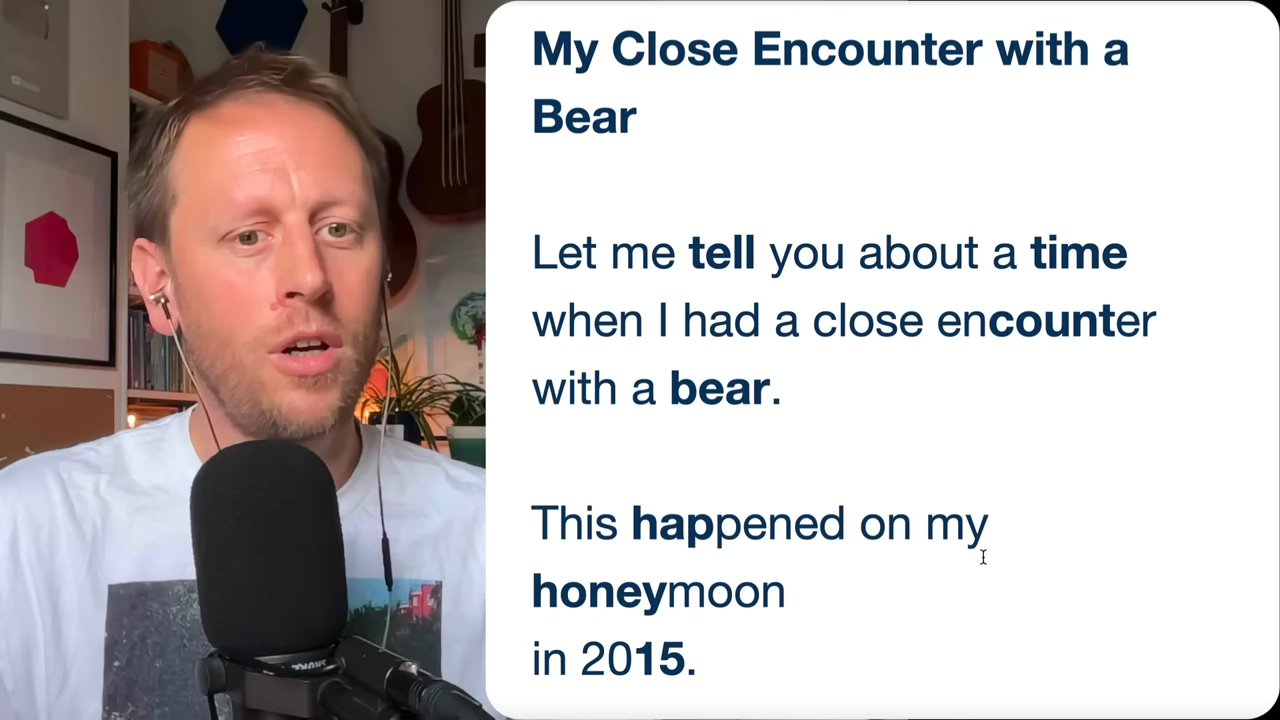 My Close Encounter with a
Bear
Let me tell you about a time
when I had a close encounter
with a bear.
This happened on my
honeymoon
in 2015.